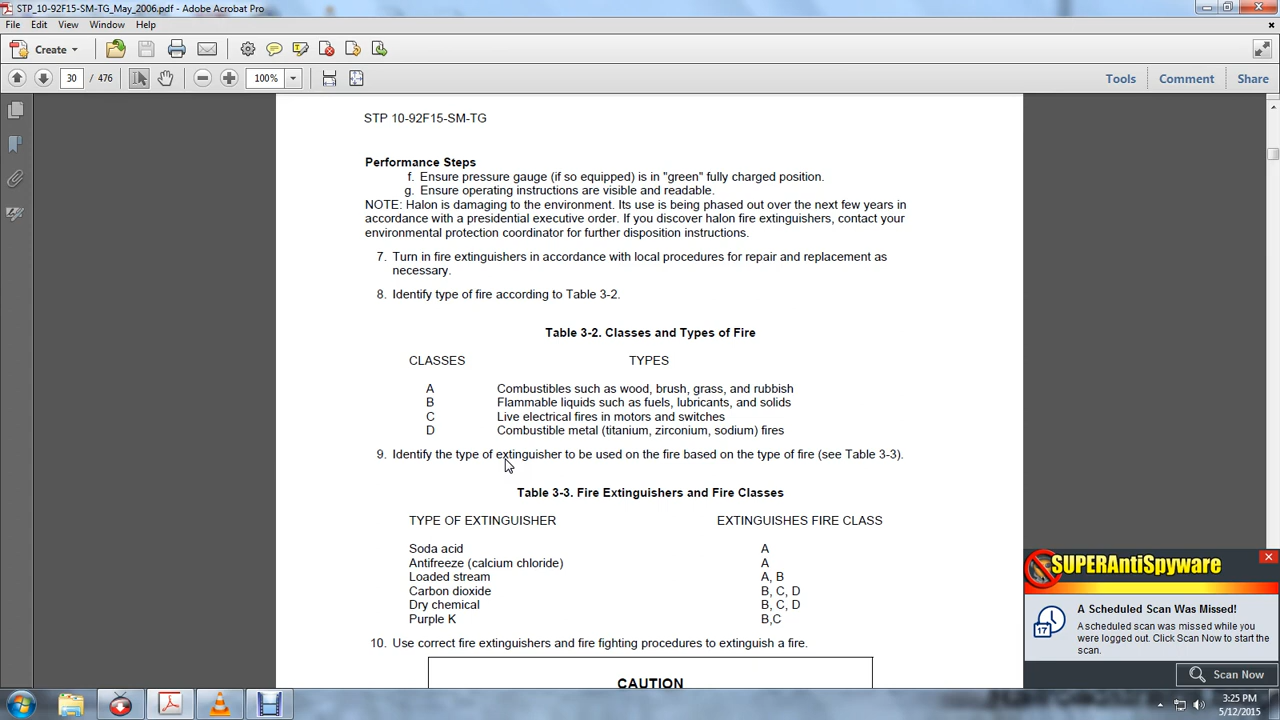 STP_10-92F15-SM-TG_May_2006.pdf - Adobe Acrobat Pro
File Edit View Window Help
Create
30 / 476
100%
Tools Comment Share
STP 10-92F15-SM-TG
Performance Steps
f. Ensure pressure gauge (if so equipped) is in "green" fully charged position.
g. Ensure operating instructions are visible and readable.
NOTE: Halon is damaging to the environment. Its use is being phased out over the next few years in
accordance with a presidential executive order. If you discover halon fire extinguishers, contact your
environmental protection coordinator for further disposition instructions.
7. Turn in fire extinguishers in accordance with local procedures for repair and replacement as
necessary.
8. Identify type of fire according to Table 3-2.
Table 3-2. Classes and Types of Fire
CLASSES TYPES
A Combustibles such as wood, brush, grass, and rubbish
B Flammable liquids such as fuels, lubricants, and solids
C Live electrical fires in motors and switches
D Combustible metal (titanium, zirconium, sodium) fires
9. Identify the type of extinguisher to be used on the fire based on the type of fire (see Table 3-3).
Table 3-3. Fire Extinguishers and Fire Classes
TYPE OF EXTINGUISHER EXTINGUISHES FIRE CLASS
Soda acid A
Antifreeze (calcium chloride) A
Loaded stream A, B
Carbon dioxide B, C, D
Dry chemical B, C, D
Purple K B,C
10. Use correct fire extinguishers and fire fighting procedures to extinguish a fire.
CAUTION
SUPERAntiSpyware
17
A Scheduled Scan Was Missed!
A scheduled scan was missed while you
were logged out. Click Scan Now to start the
scan.
Scan Now
3:25 PM
5/12/2015